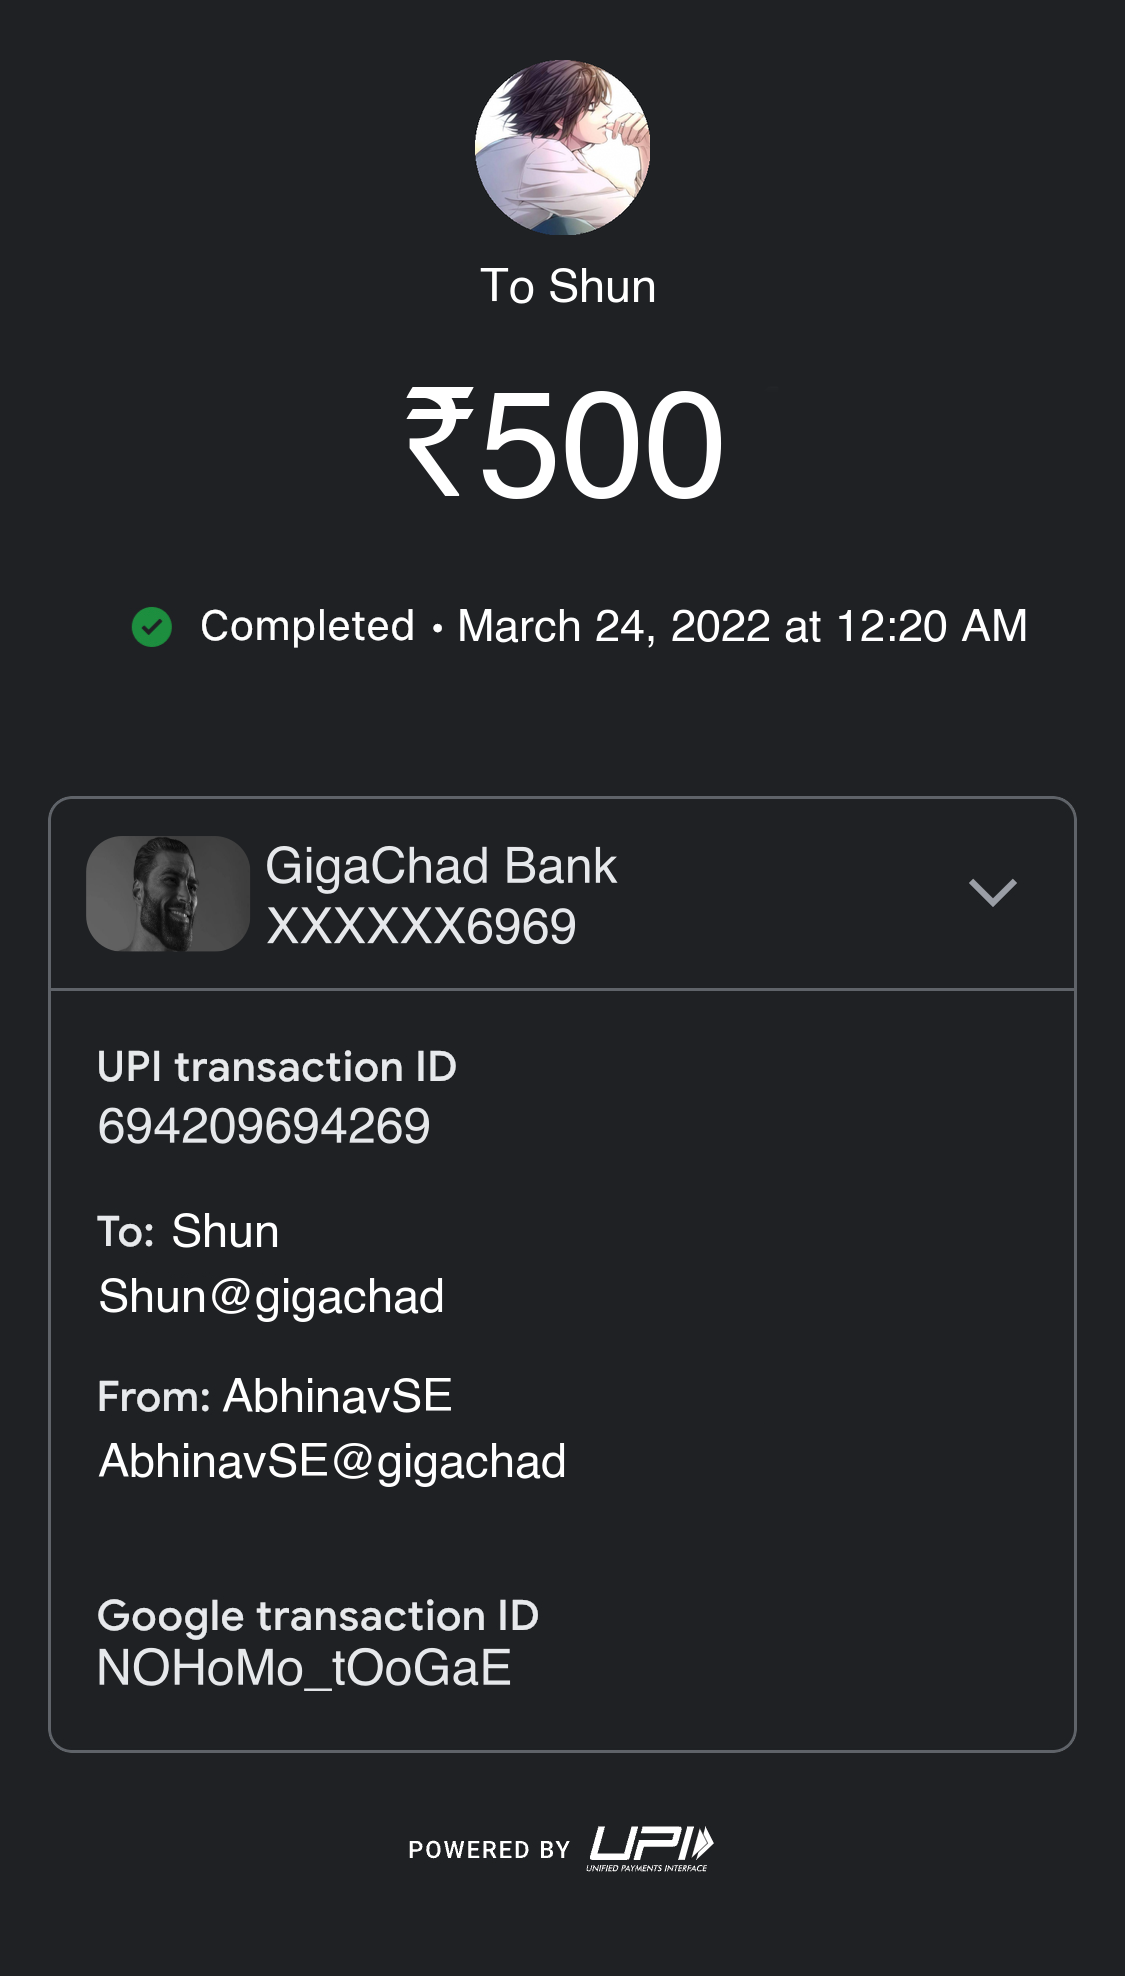 To Shun
₹500
Completed • March 24, 2022 at 12:20 AM
GigaChad Bank
XXXXXX6969
UPI transaction ID
694209694269
To: Shun
Shun@gigachad
From: AbhinavSE
AbhinavSE@gigachad
Google transaction ID
NOHoMo_tOoGaE
POWERED BY UPI
UNIFIED PAYMENTS INTERFACE